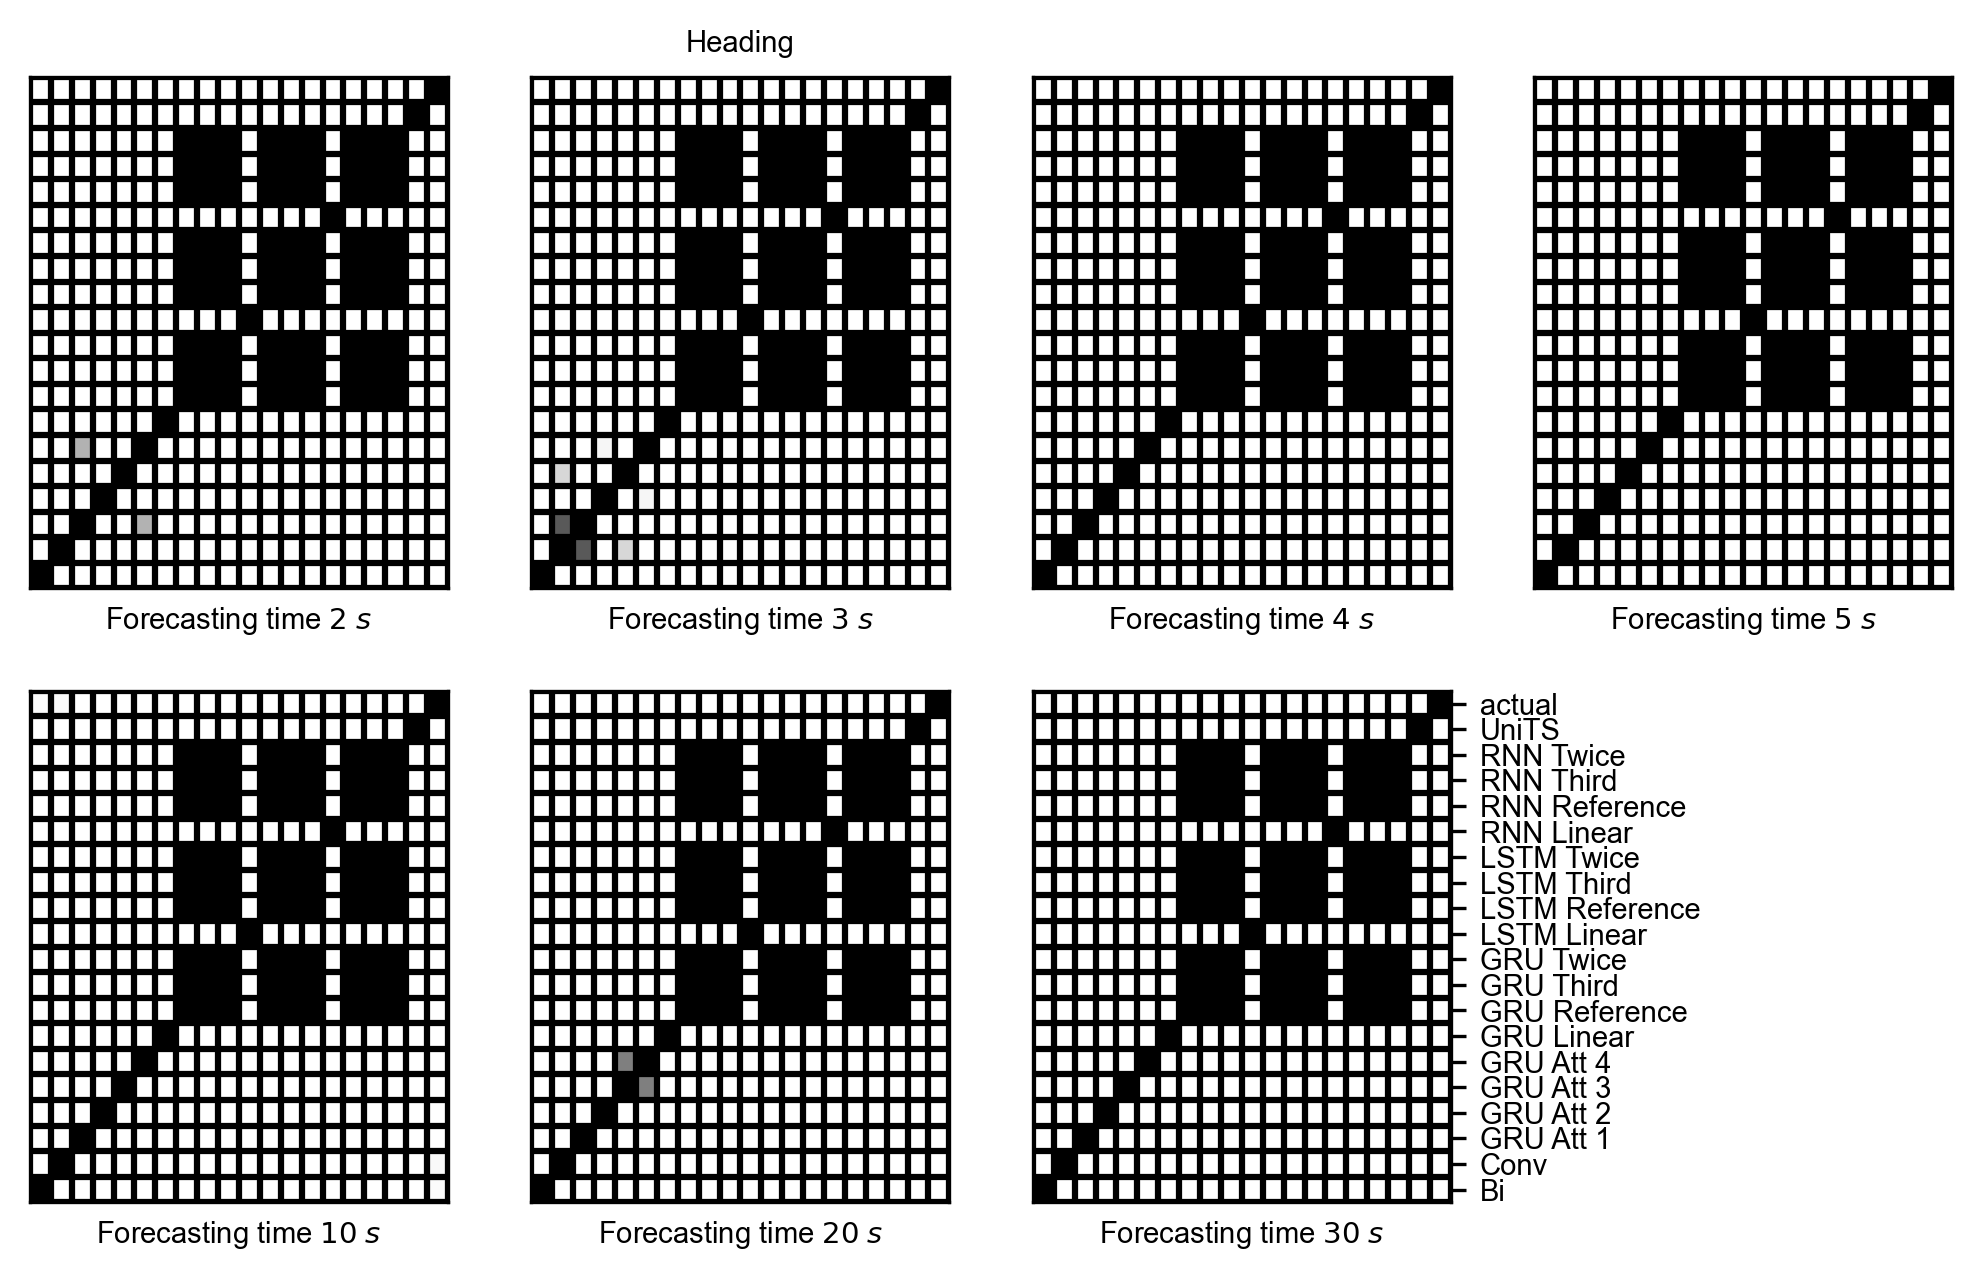 Heading
Forecasting time 2 s
Forecasting time 3 s
Forecasting time 4 s
Forecasting time 5 s
actual
UniTS
RNN Twice
RNN Third
RNN Reference
RNN Linear
LSTM Twice
LSTM Third
LSTM Reference
LSTM Linear
GRU Twice
GRU Third
GRU Reference
GRU Linear
GRU Att 4
GRU Att 3
GRU Att 2
GRU Att 1
Conv
Bi
Forecasting time 10 s
Forecasting time 20 s
Forecasting time 30 s